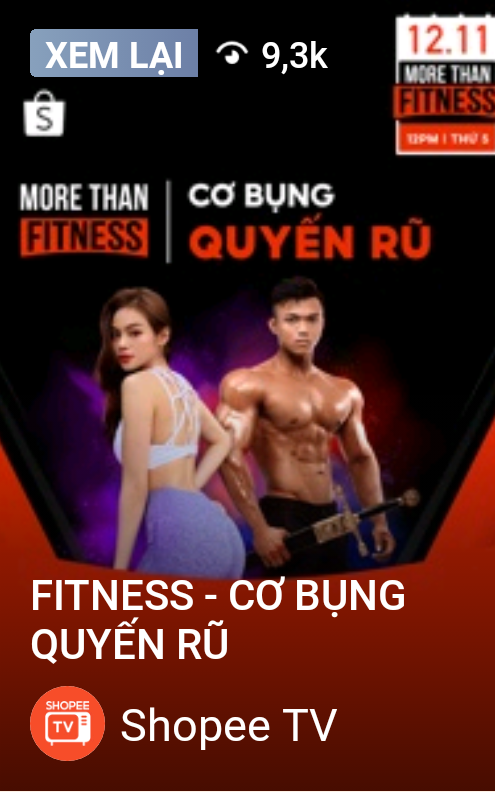 XEM LẠI 9,3k
12.11
MORE THAN
FITNESS
12PM | THỨ 5
S
MORE THAN
FITNESS
CƠ BỤNG
QUYẾN RŨ
FITNESS - CƠ BỤNG
QUYẾN RŨ
SHOPEE
TV
Shopee TV